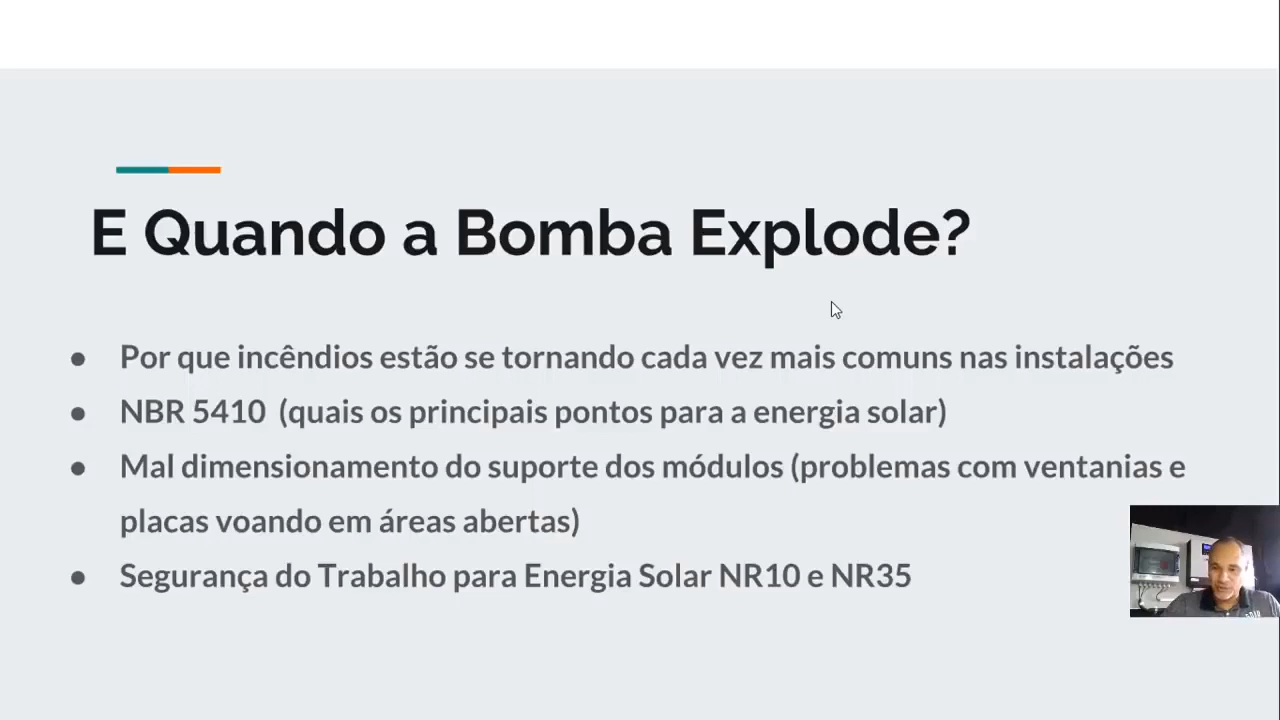 E Quando a Bomba Explode?
● Por que incêndios estão se tornando cada vez mais comuns nas instalações
● NBR 5410 (quais os principais pontos para a energia solar)
● Mal dimensionamento do suporte dos módulos (problemas com ventanias e
placas voando em áreas abertas)
● Segurança do Trabalho para Energia Solar NR10 e NR35